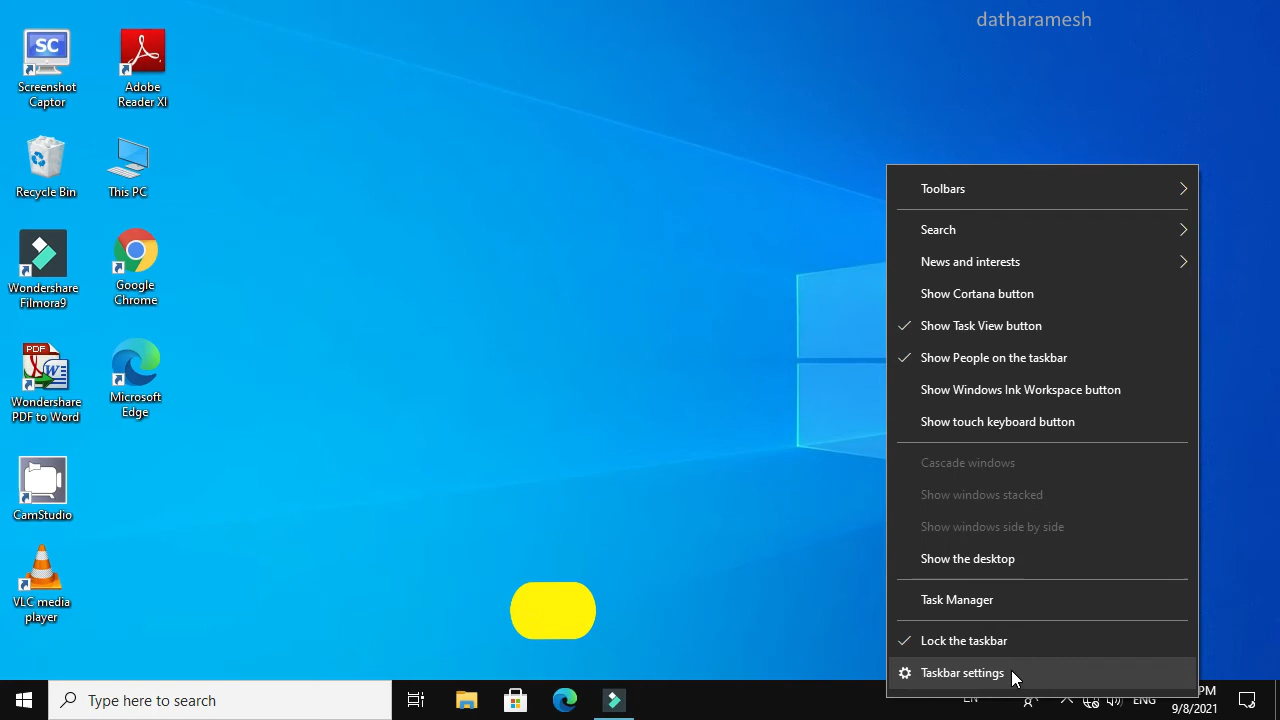 datharamesh
SC
Screenshot
Captor
Adobe
Reader XI
Recycle Bin
This PC
Wondershare
Filmora9
Google
Chrome
PDF
W
Wondershare
PDF to Word
Microsoft
Edge
CamStudio
VLC media
player
Toolbars
Search
News and interests
Show Cortana button
Show Task View button
Show People on the taskbar
Show Windows Ink Workspace button
Show touch keyboard button
Cascade windows
Show windows stacked
Show windows side by side
Show the desktop
Task Manager
Lock the taskbar
Taskbar settings
Type here to search
EN
ENG
PM
9/8/2021